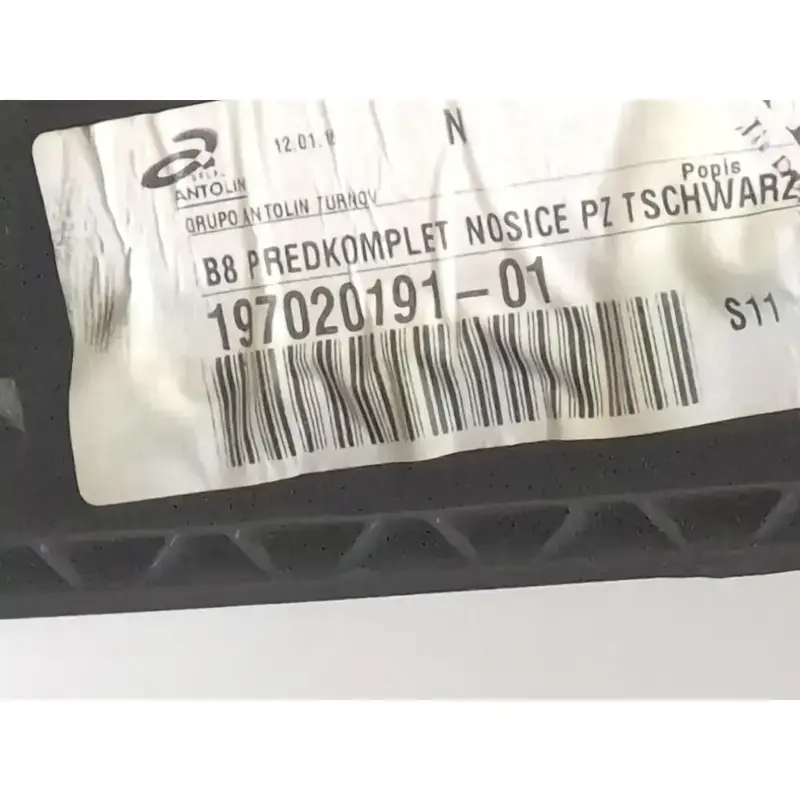 12.01.1
N
ANTOLIN
GRUPO ANTOLIN TURNOV
Popis
B8 PREDKOMPLET NOSICE PZ TSCHWARZ
197020191-01
S11